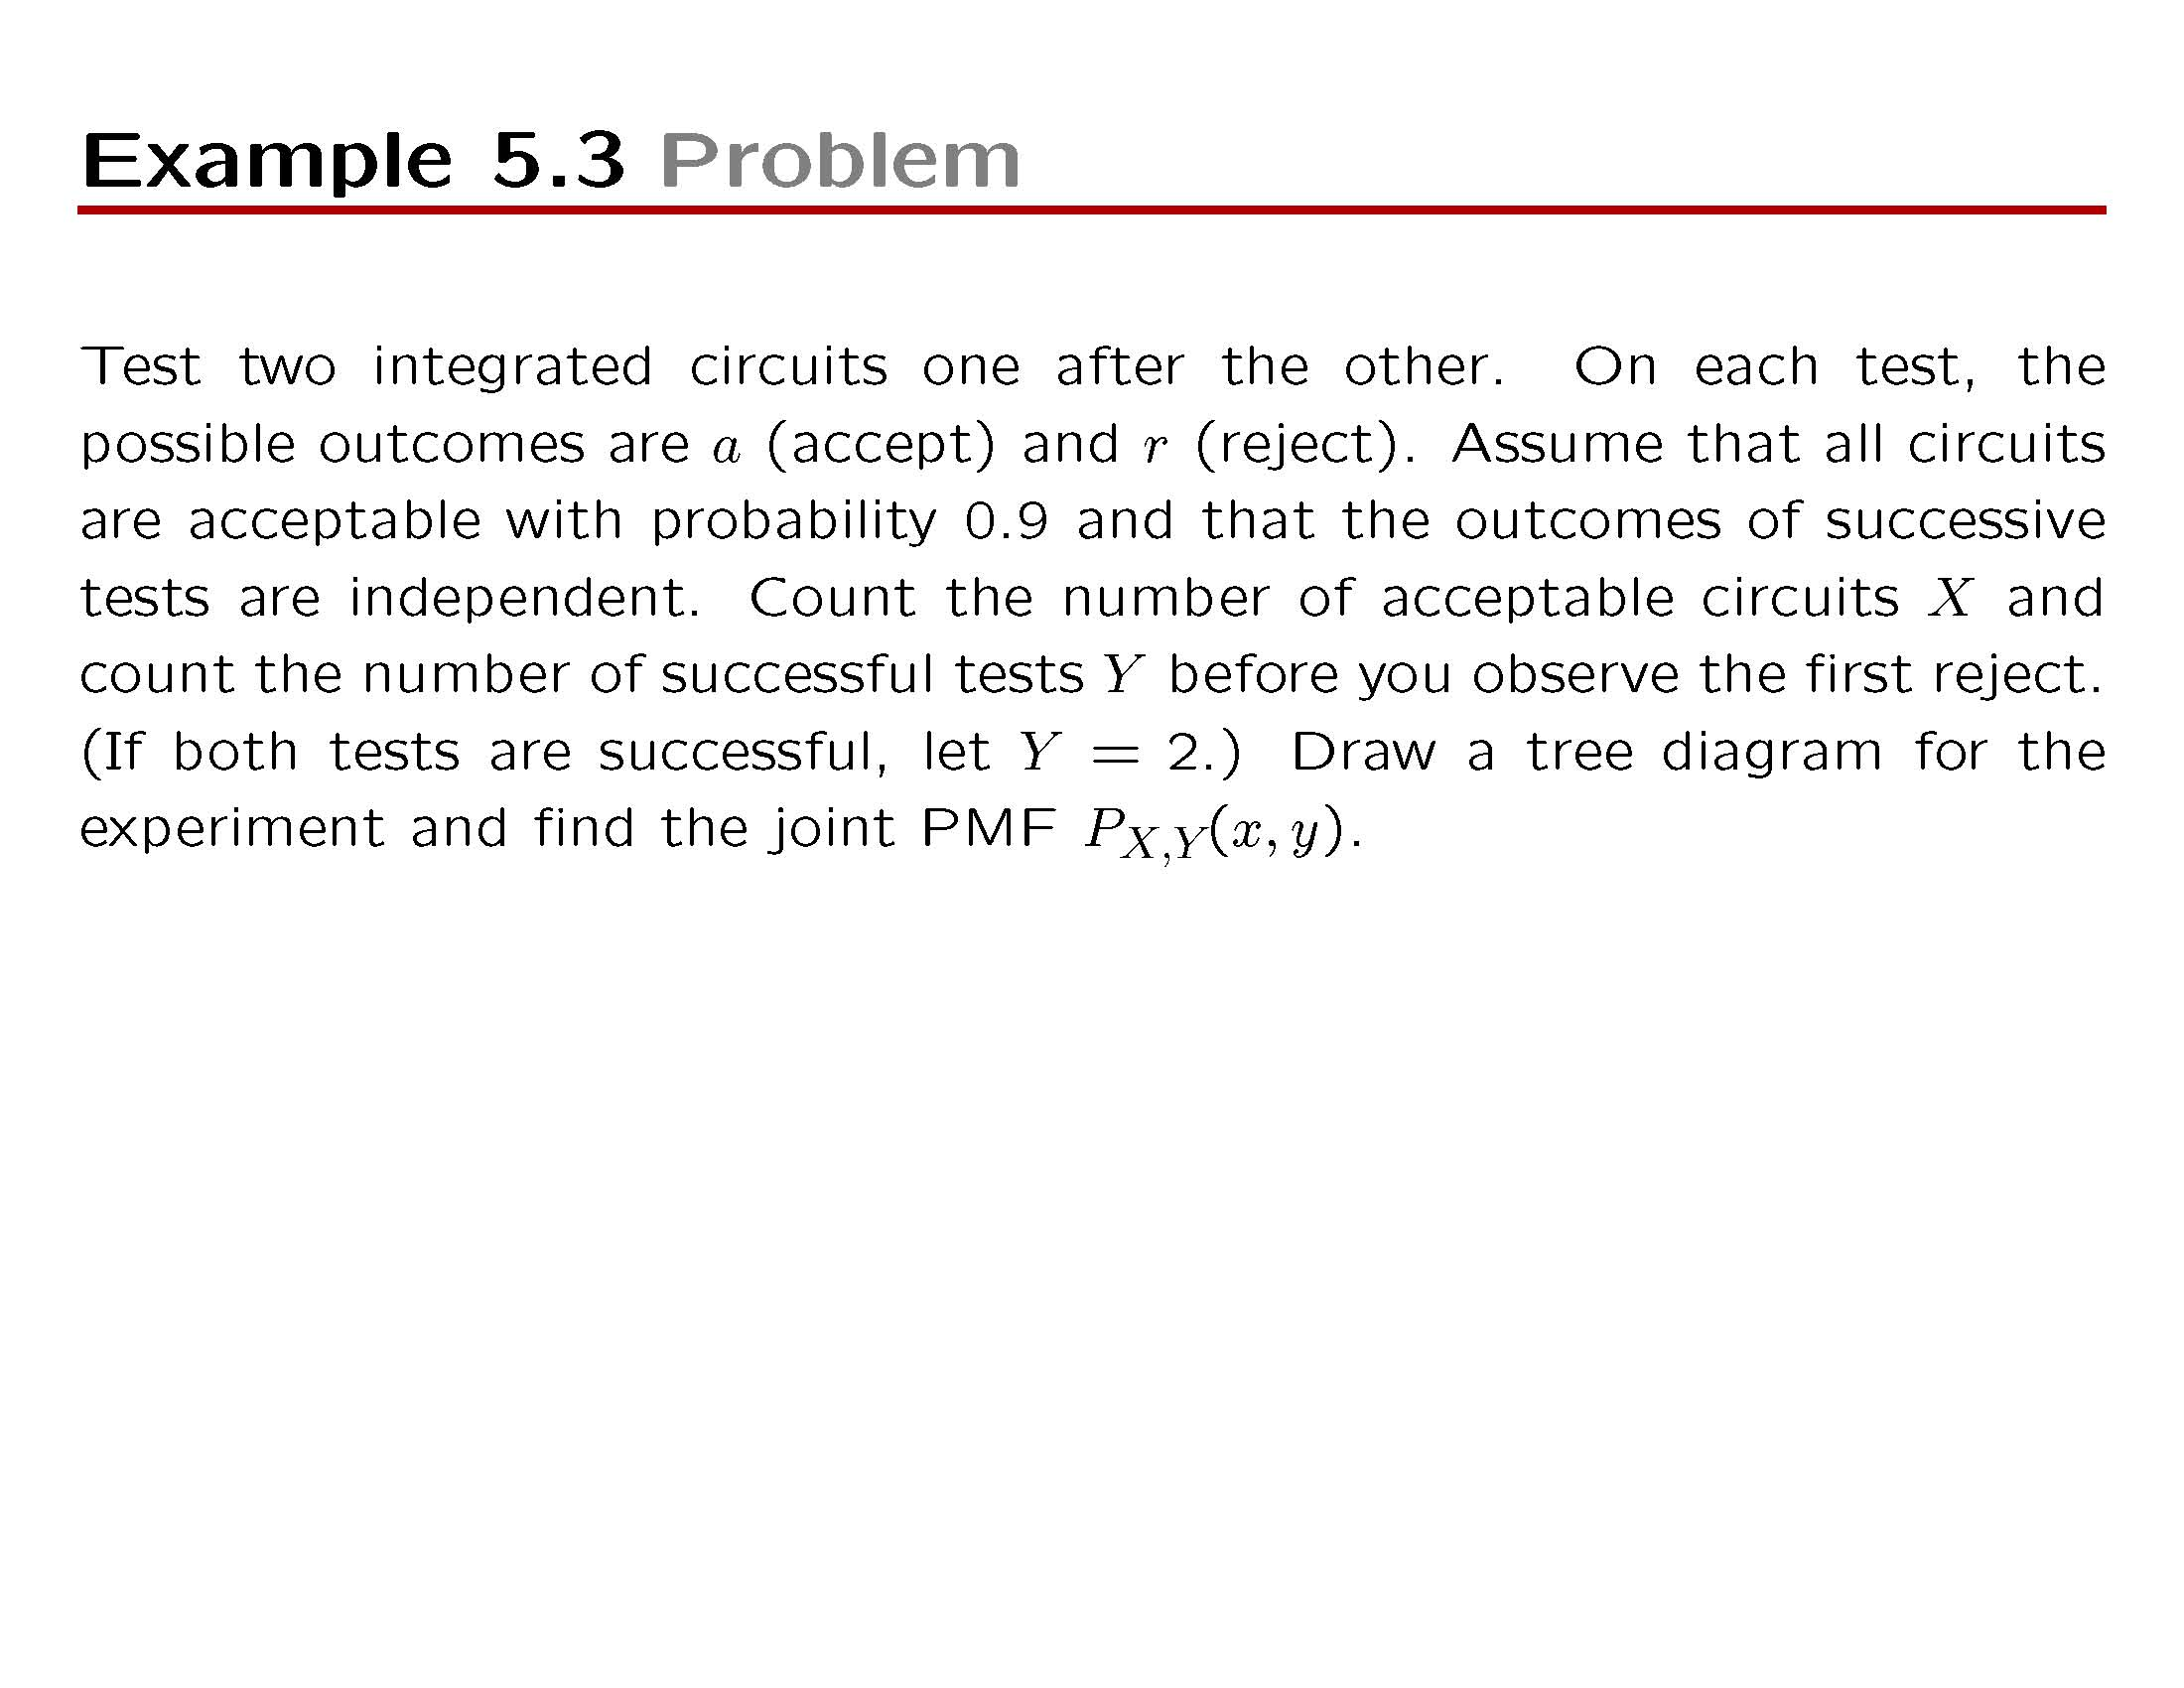 Example 5.3 Problem
Test two integrated circuits one after the other. On each test, the
possible outcomes are a (accept) and r (reject). Assume that all circuits
are acceptable with probability 0.9 and that the outcomes of successive
tests are independent. Count the number of acceptable circuits X and
count the number of successful tests Y before you observe the first reject.
(If both tests are successful, let Y = 2.) Draw a tree diagram for the
experiment and find the joint PMF P_{X,Y}(x, y).